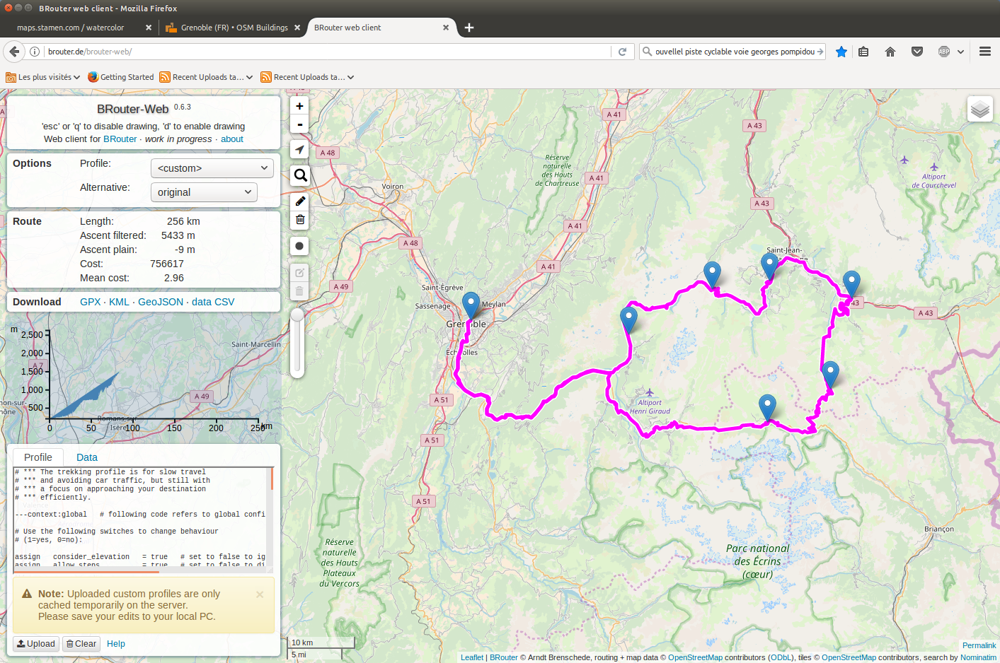 BRouter web client - Mozilla Firefox
maps.stamen.com / watercolor
Grenoble (FR) • OSM Buildings
BRouter web client
brouter.de/brouter-web/
ouvellel piste cyclable voie georges pompidou
ABP
Les plus visités
Getting Started
Recent Uploads ta...
Recent Uploads ta...
BRouter-Web 0.6.3
'esc' or 'q' to disable drawing, 'd' to enable drawing
Web client for BRouter · work in progress · about
Options
Profile:
<custom>
Alternative:
original
Route
Length: 256 km
Ascent filtered: 5433 m
Ascent plain: -9 m
Cost: 756617
Mean cost: 2.96
Download
GPX · KML · GeoJSON · data CSV
m
2,500
2,000
1,500
1,000
500
0
50
100
150
200
250
km
Profile
Data
# *** The trekking profile is for slow travel
# *** and avoiding car traffic, but still with
# *** a focus on approaching your destination
# *** efficiently.
---context:global # following code refers to global confi
# Use the following switches to change behaviour
# (1=yes, 0=no):
assign consider_elevation = true # set to false to ig
assign allow_steps = true # set to false to di
Note: Uploaded custom profiles are only
cached temporarily on the server.
Please save your edits to your local PC.
Upload
Clear
Help
+
-
A 41
A 43
A 48
Réserve
naturelle
des Hauts
de Chartreuse
Altiport
de Courchevel
Voiron
A 41
A 43
A 41
A 48
Saint-Jean-
A 41
A 49
Saint-Égrève
Sassenage
Meylan
Grenoble
43
A 43
Saint-Marcellin
Échirolles
A 7
A 49
A 51
Altiport
Henri Giraud
Romans-sur-
Isère
A 51
A 51
Briançon
Réserve
naturelle
des Hauts
Plateaux
du Vercors
Parc national
des Écrins
(cœur)
10 km
5 mi
Permalink
Leaflet | BRouter © Arndt Brenschede, routing + map data © OpenStreetMap contributors (ODbL), tiles © OpenStreetMap contributors, search by Nominatim